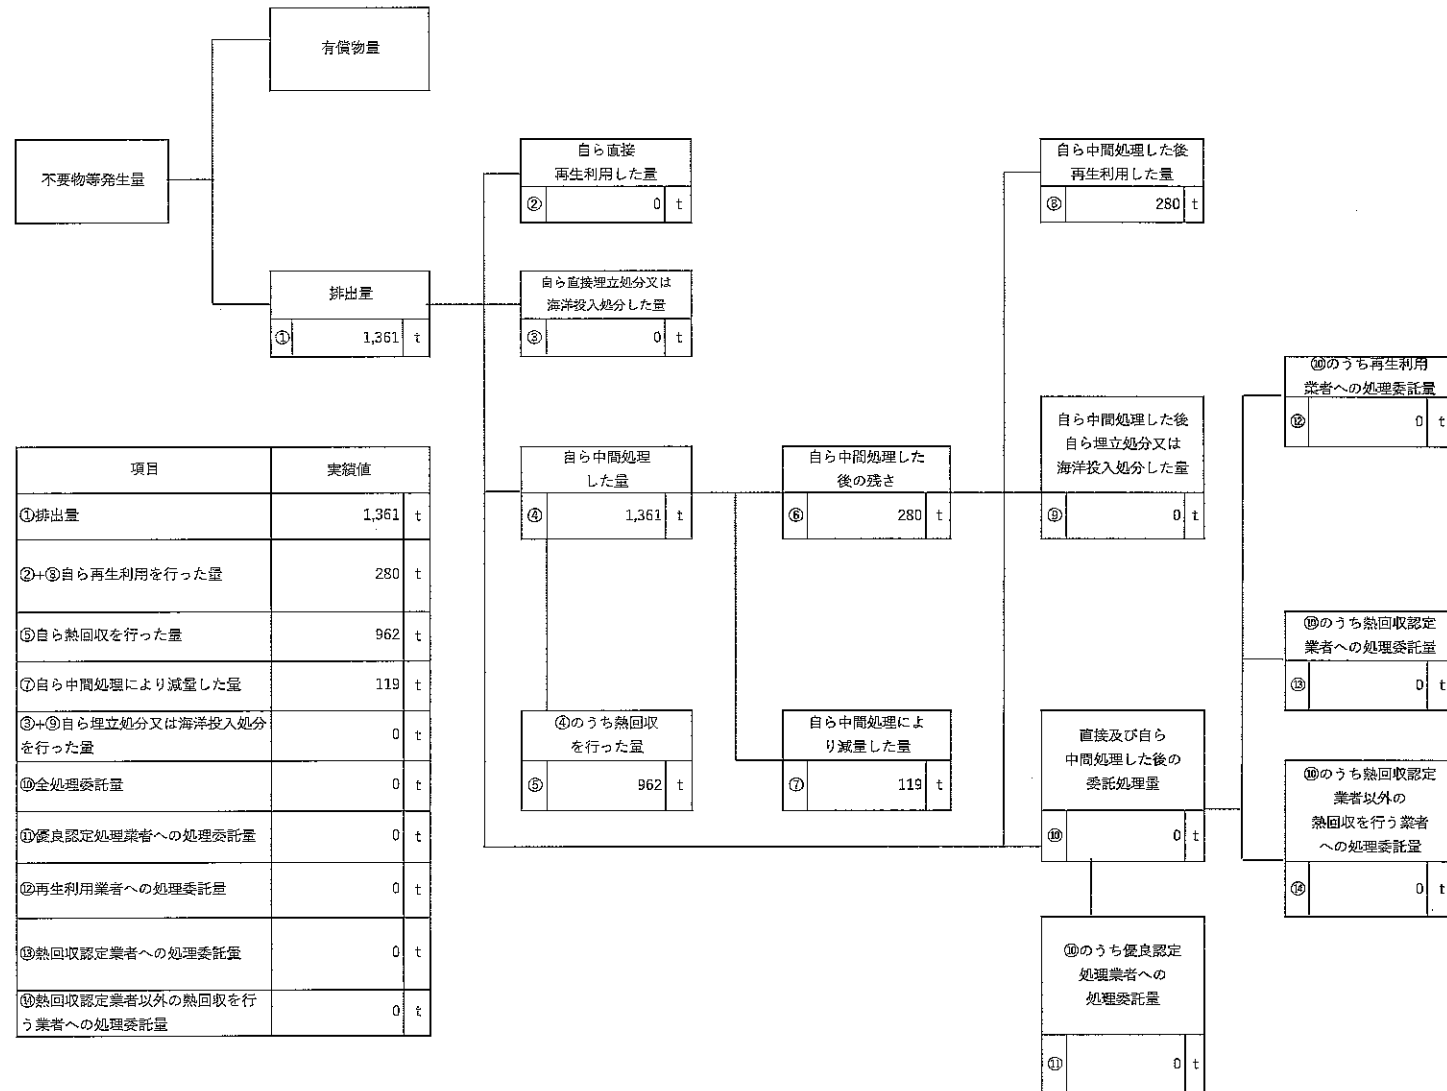 有償物量
不要物等発生量
自ら直接
再生利用した量
② 0 t
自ら中間処理した後
再生利用した量
⑧ 280 t
排出量
① 1,361 t
自ら直接埋立処分又は
海洋投入処分した量
③ 0 t
⑩のうち再生利用
業者への処理委託量
⑫ 0 t
自ら中間処理
した量
④ 1,361 t
自ら中間処理した
後の残さ
⑥ 280 t
自ら中間処理した後
自ら埋立処分又は
海洋投入処分した量
⑨ 0 t
⑩のうち熱回収認定
業者への処理委託量
⑬ 0 t
④のうち熱回収
を行った量
⑤ 962 t
自ら中間処理によ
り減量した量
⑦ 119 t
直接及び自ら
中間処理した後の
委託処理量
⑩ 0 t
⑩のうち熱回収認定
業者以外の
熱回収を行う業者
への処理委託量
⑭ 0 t
⑩のうち優良認定
処理業者への
処理委託量
⑪ 0 t
項目 実績値
①排出量 1,361 t
②+⑧自ら再生利用を行った量 280 t
⑤自ら熱回収を行った量 962 t
⑦自ら中間処理により減量した量 119 t
③+⑨自ら埋立処分又は海洋投入処分
を行った量 0 t
⑩全処理委託量 0 t
⑪優良認定処理業者への処理委託量 0 t
⑫再生利用業者への処理委託量 0 t
⑬熱回収認定業者への処理委託量 0 t
⑭熱回収認定業者以外の熱回収を行
う業者への処理委託量 0 t